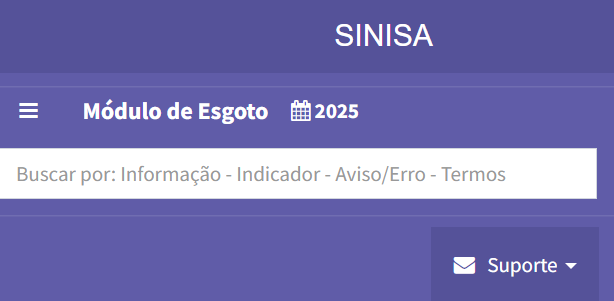 SINISA
Módulo de Esgoto 2025
Buscar por: Informação - Indicador - Aviso/Erro - Termos
Suporte